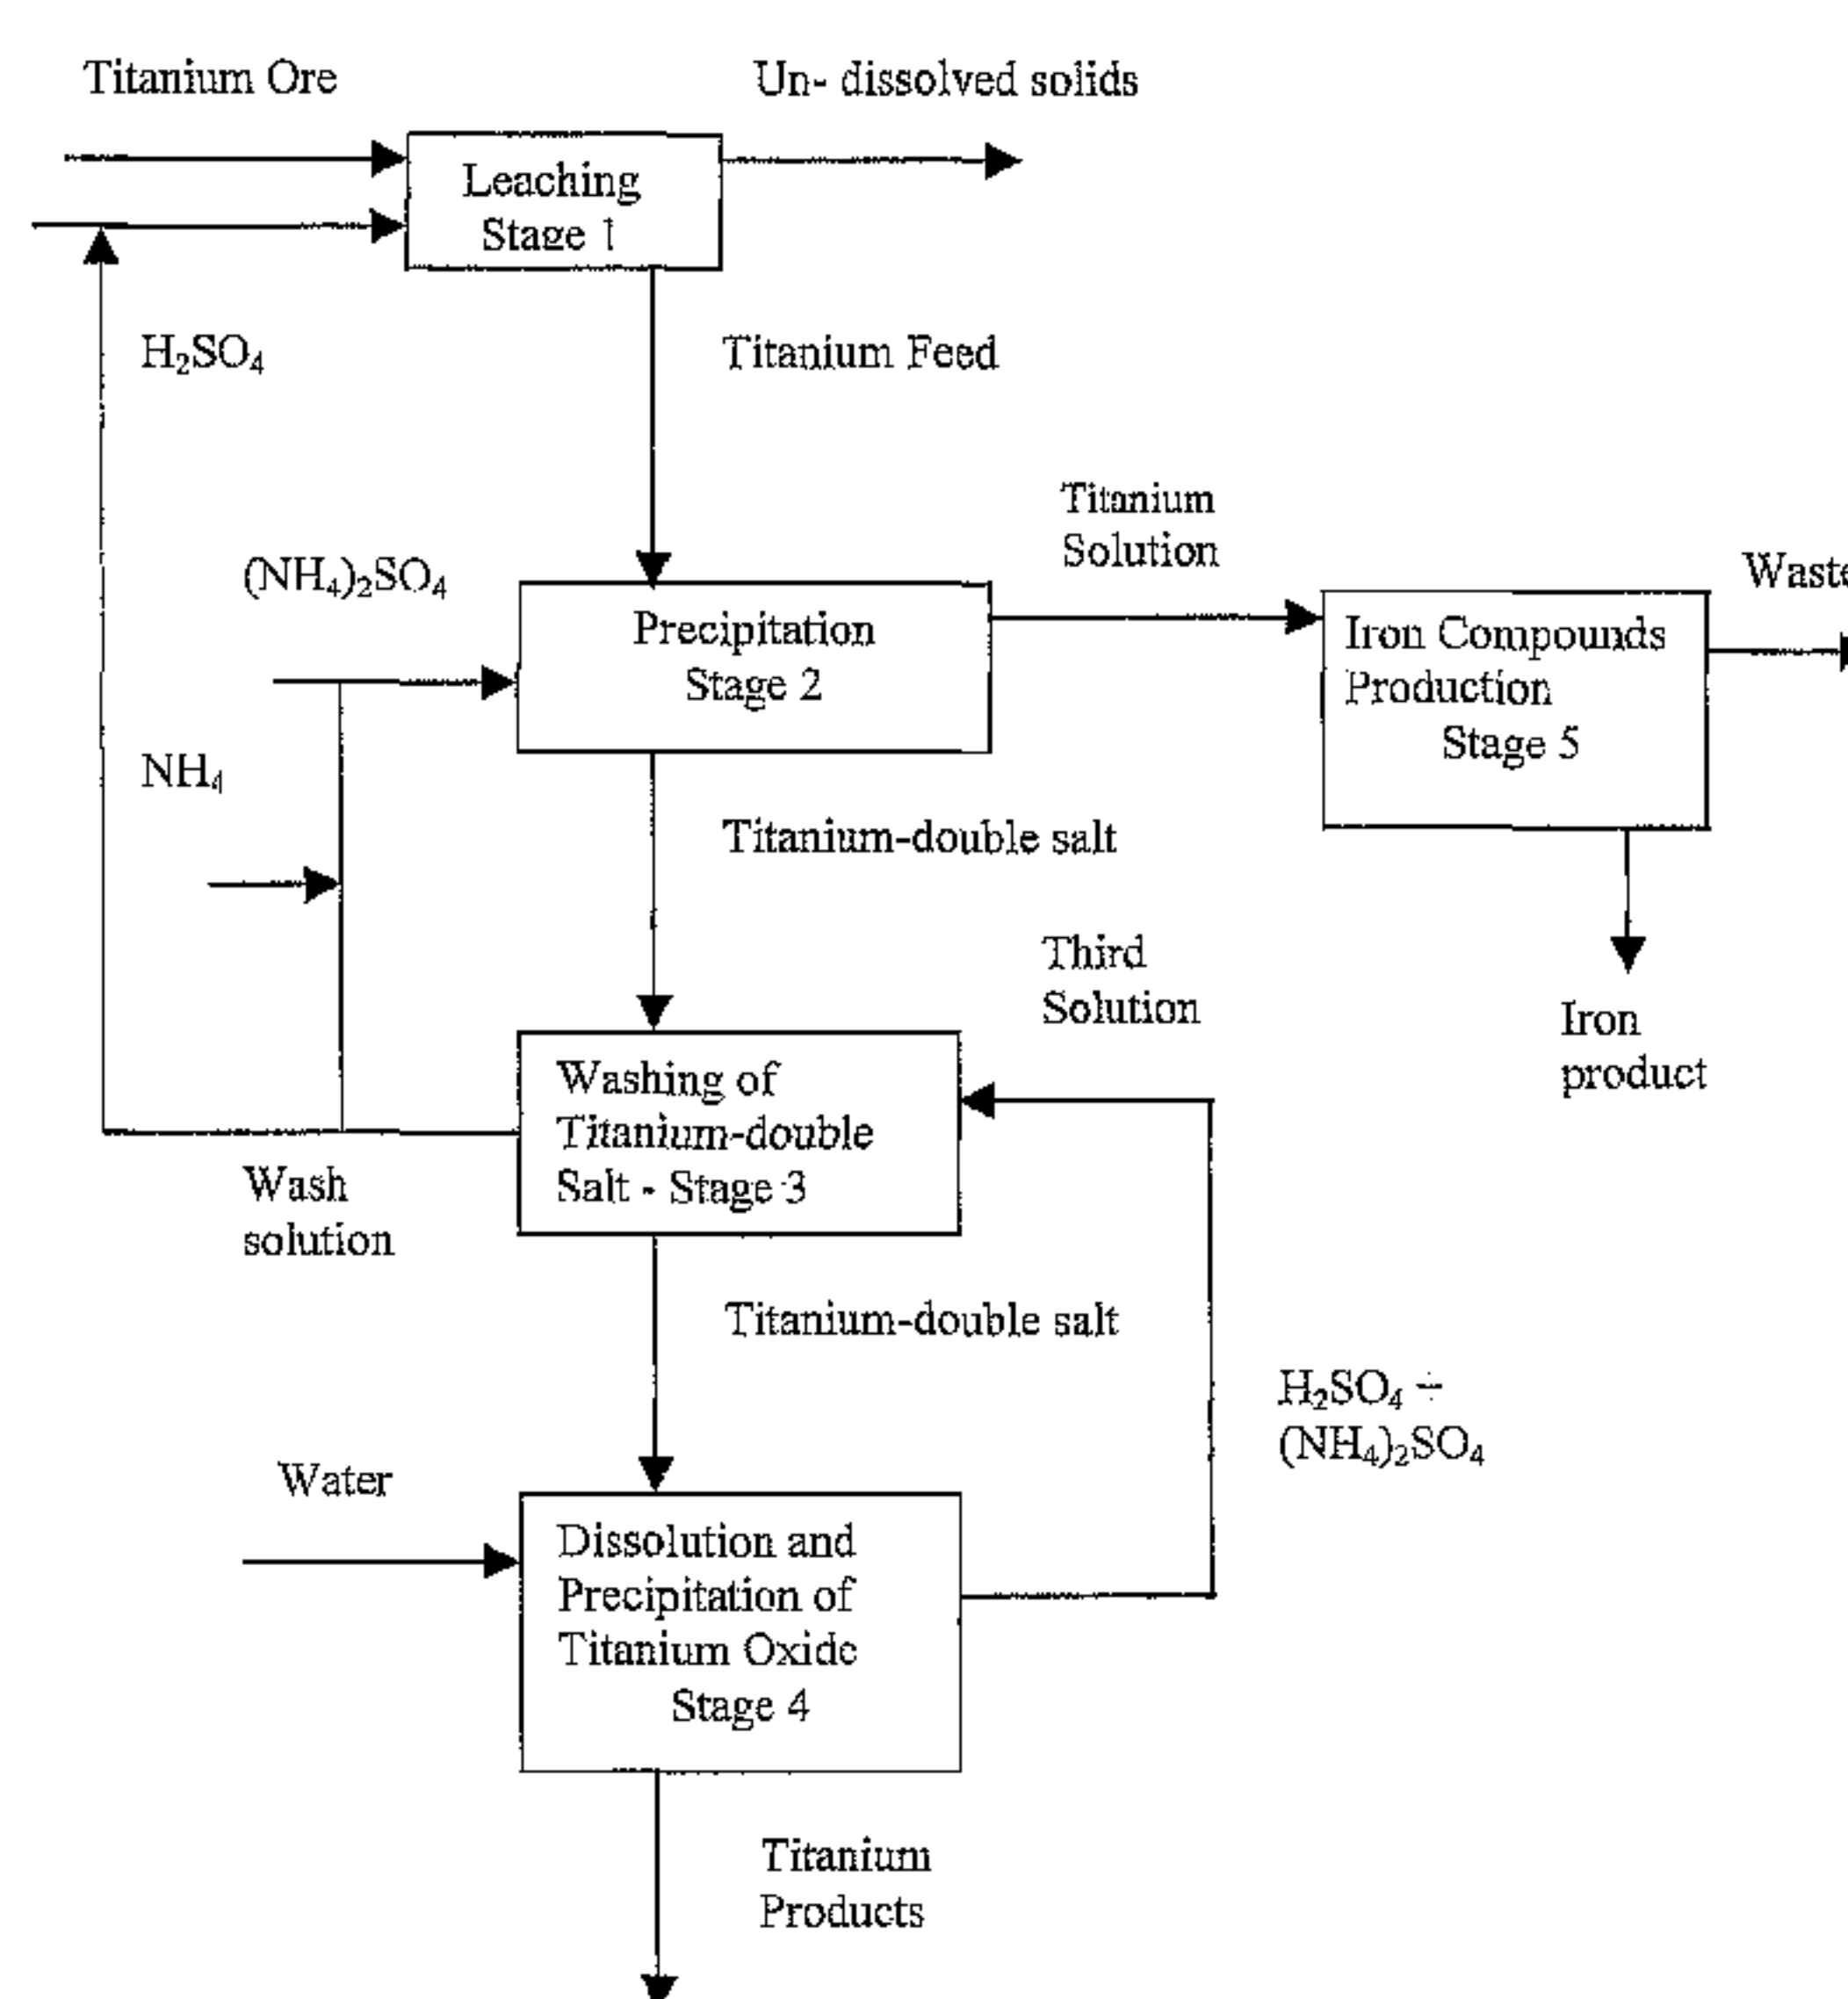 Titanium Ore
Un- dissolved solids
Leaching
Stage 1
H₂SO₄
Titanium Feed
Titanium
Solution
(NH₄)₂SO₄
Precipitation
Stage 2
Iron Compounds
Production
Stage 5
Waste
NH₄
Titanium-double salt
Third
Solution
Iron
product
Washing of
Titanium-double
Salt - Stage 3
Wash
solution
Titanium-double salt
H₂SO₄ +
(NH₄)₂SO₄
Water
Dissolution and
Precipitation of
Titanium Oxide
Stage 4
Titanium
Products